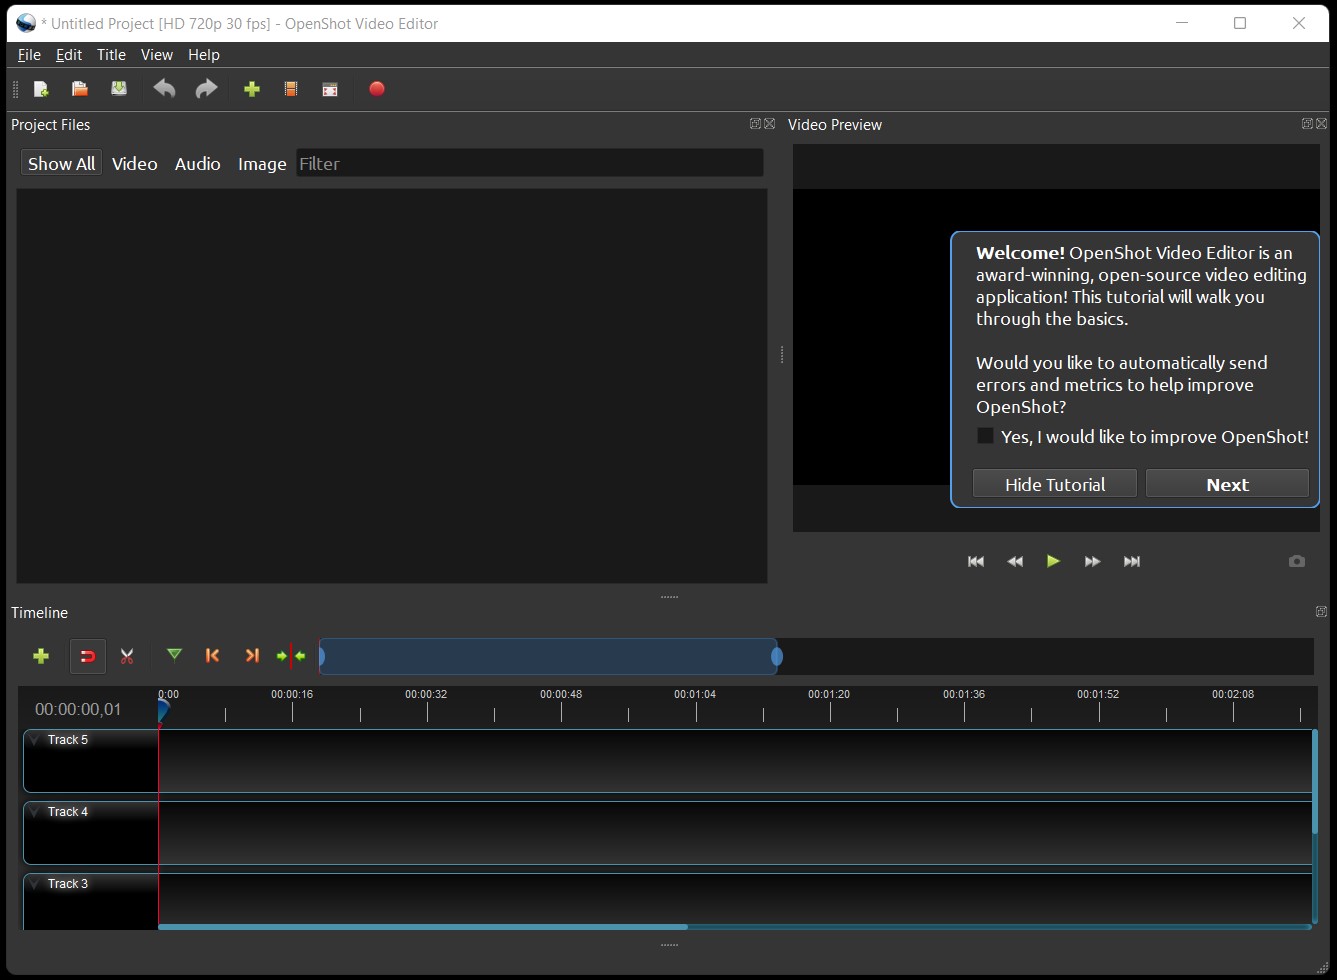 * Untitled Project [HD 720p 30 fps] - OpenShot Video Editor
File Edit Title View Help
Project Files
Video Preview
Show All Video Audio Image Filter
Welcome! OpenShot Video Editor is an
award-winning, open-source video editing
application! This tutorial will walk you
through the basics.
Would you like to automatically send
errors and metrics to help improve
OpenShot?
Yes, I would like to improve OpenShot!
Hide Tutorial Next
Timeline
00:00:00,01
0:00 00:00:16 00:00:32 00:00:48 00:01:04 00:01:20 00:01:36 00:01:52 00:02:08
Track 5
Track 4
Track 3